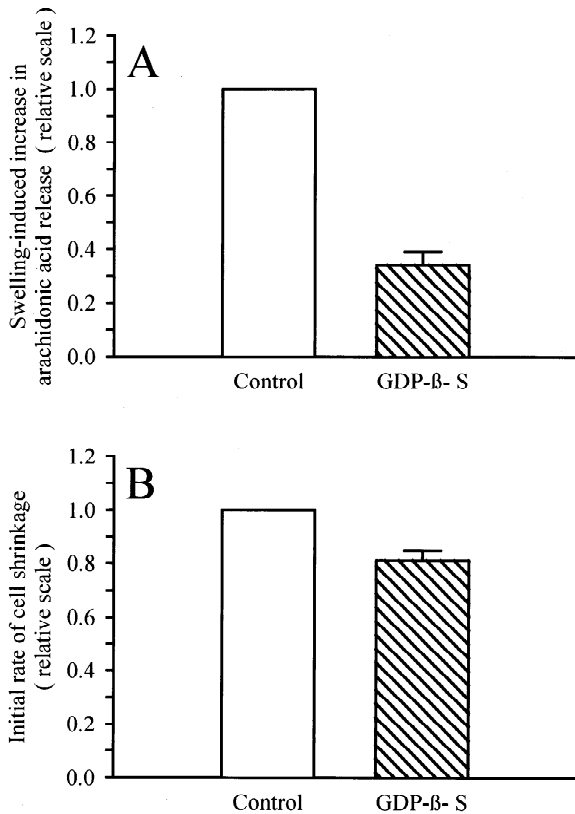 A
Swelling-induced increase in
arachidonic acid release ( relative scale )
1.2
1.0
0.8
0.6
0.4
0.2
0.0
Control
GDP-ß- S
B
Initial rate of cell shrinkage
( relative scale )
1.2
1.0
0.8
0.6
0.4
0.2
0.0
Control
GDP-ß- S